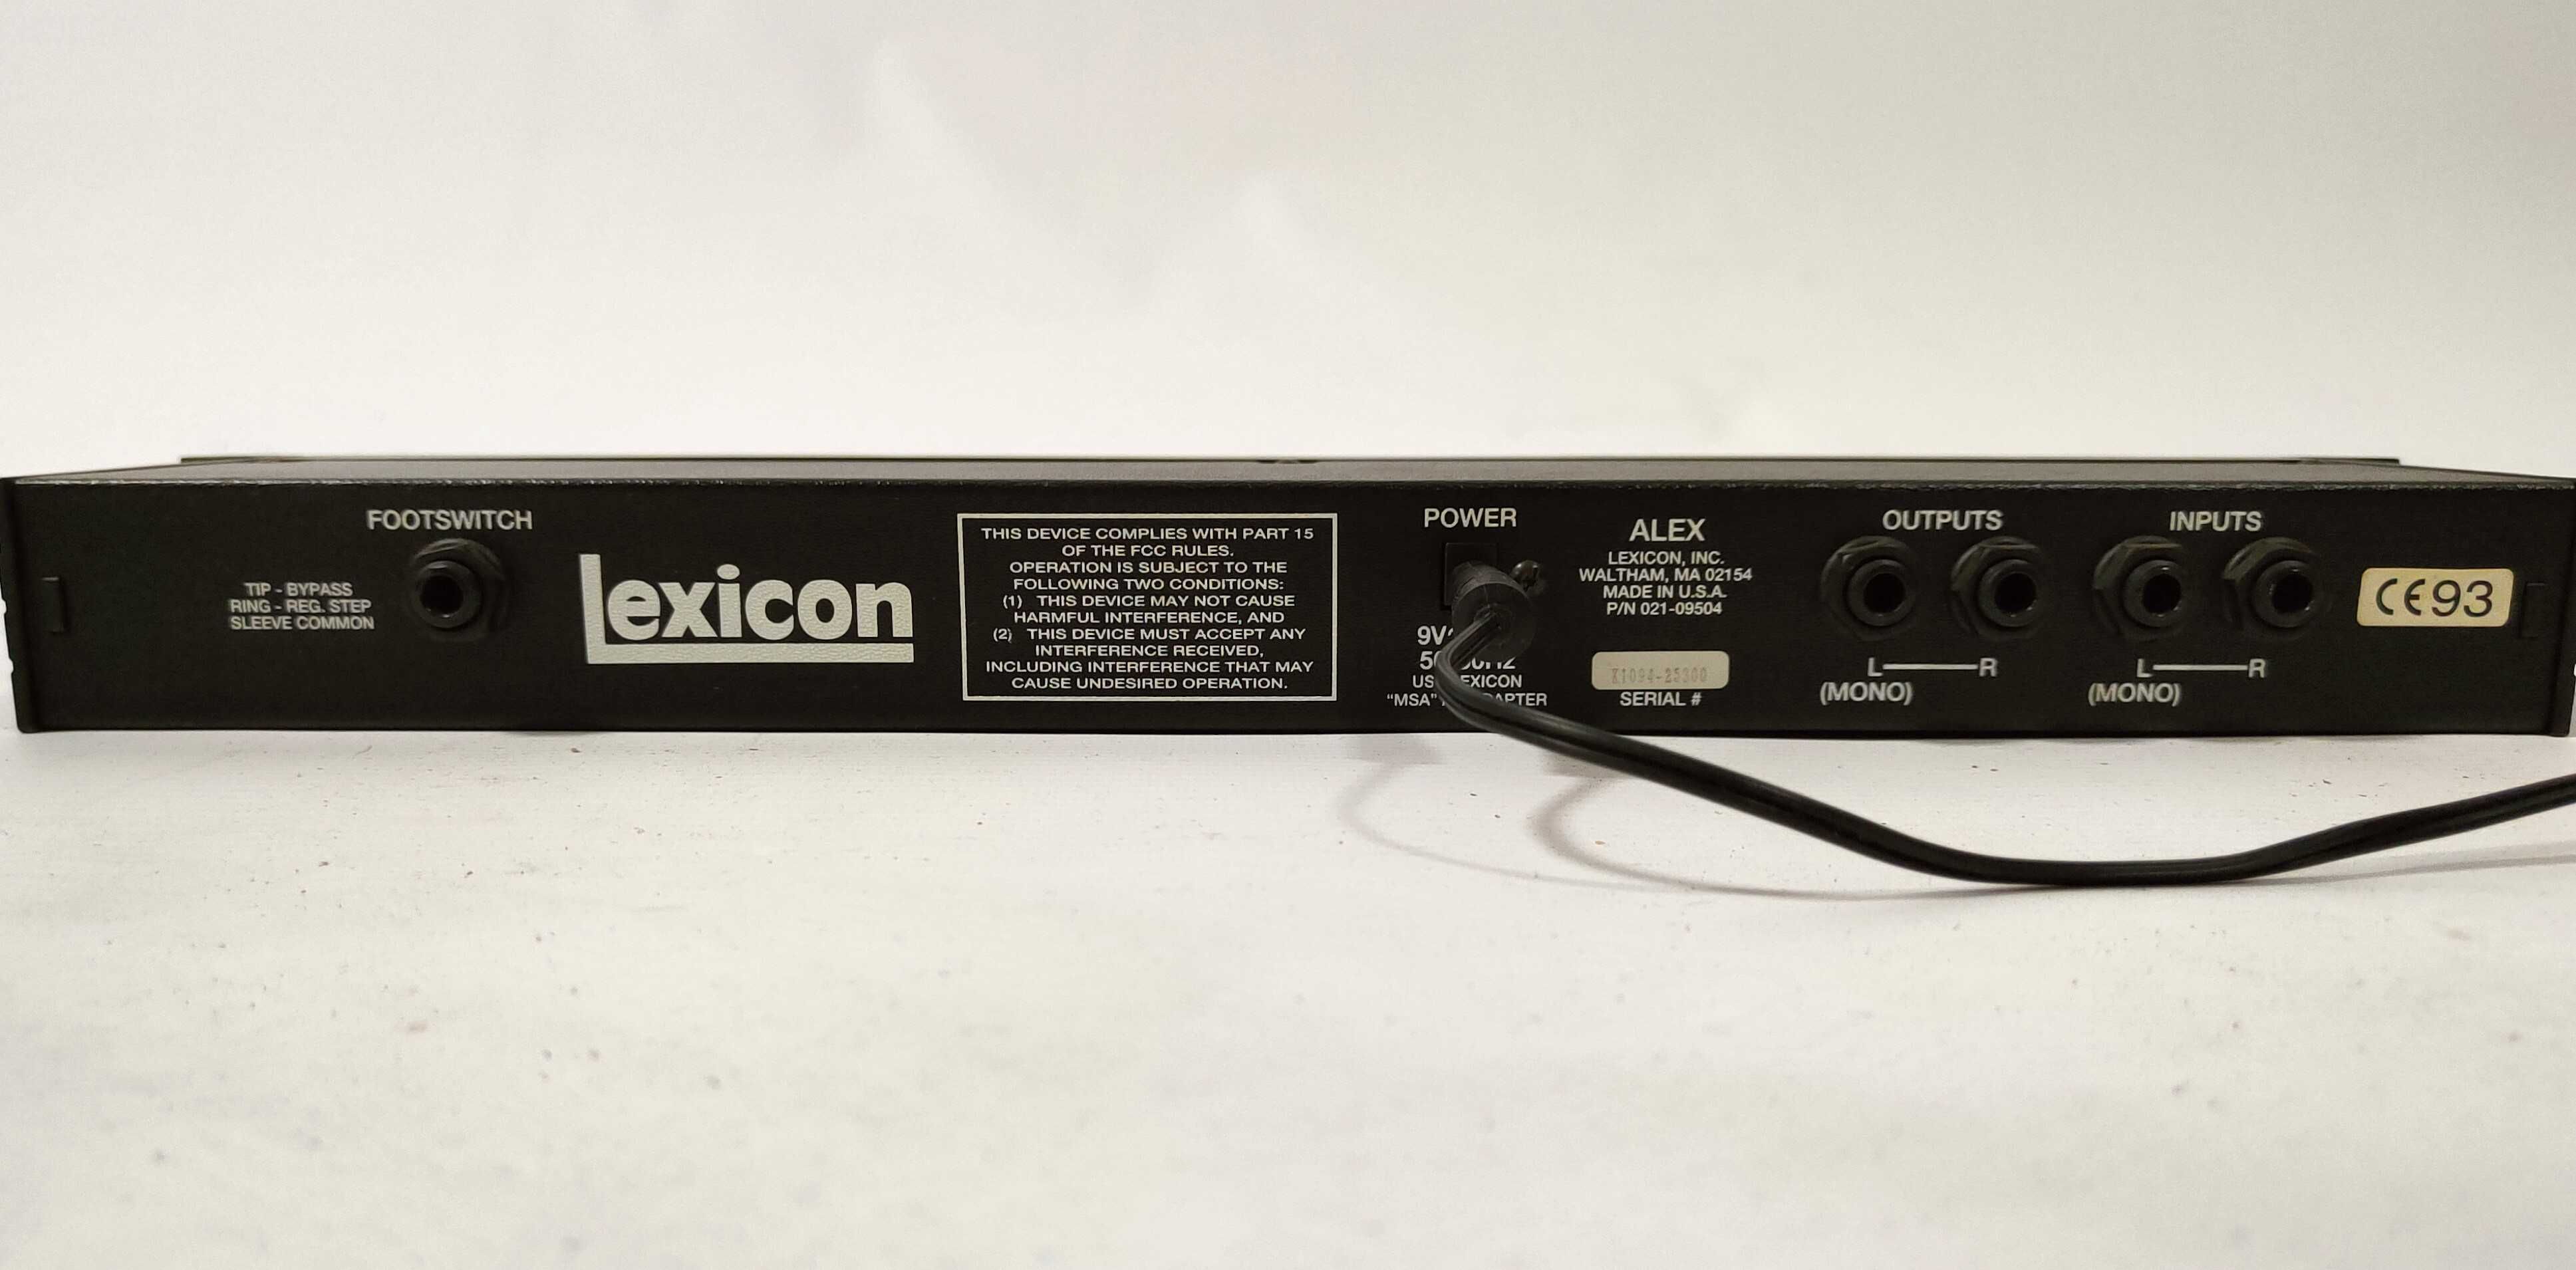 FOOTSWITCH
TIP - BYPASS
RING - REG. STEP
SLEEVE COMMON
lexicon
THIS DEVICE COMPLIES WITH PART 15
OF THE FCC RULES.
OPERATION IS SUBJECT TO THE
FOLLOWING TWO CONDITIONS:
(1) THIS DEVICE MAY NOT CAUSE
HARMFUL INTERFERENCE, AND
(2) THIS DEVICE MUST ACCEPT ANY
INTERFERENCE RECEIVED,
INCLUDING INTERFERENCE THAT MAY
CAUSE UNDESIRED OPERATION.
POWER
"MSA"
ALEX
LEXICON, INC.
WALTHAM, MA 02154
MADE IN U.S.A.
P/N 021-09504
K1094-25300
SERIAL #
OUTPUTS
L R
(MONO)
INPUTS
L R
(MONO)
CE93